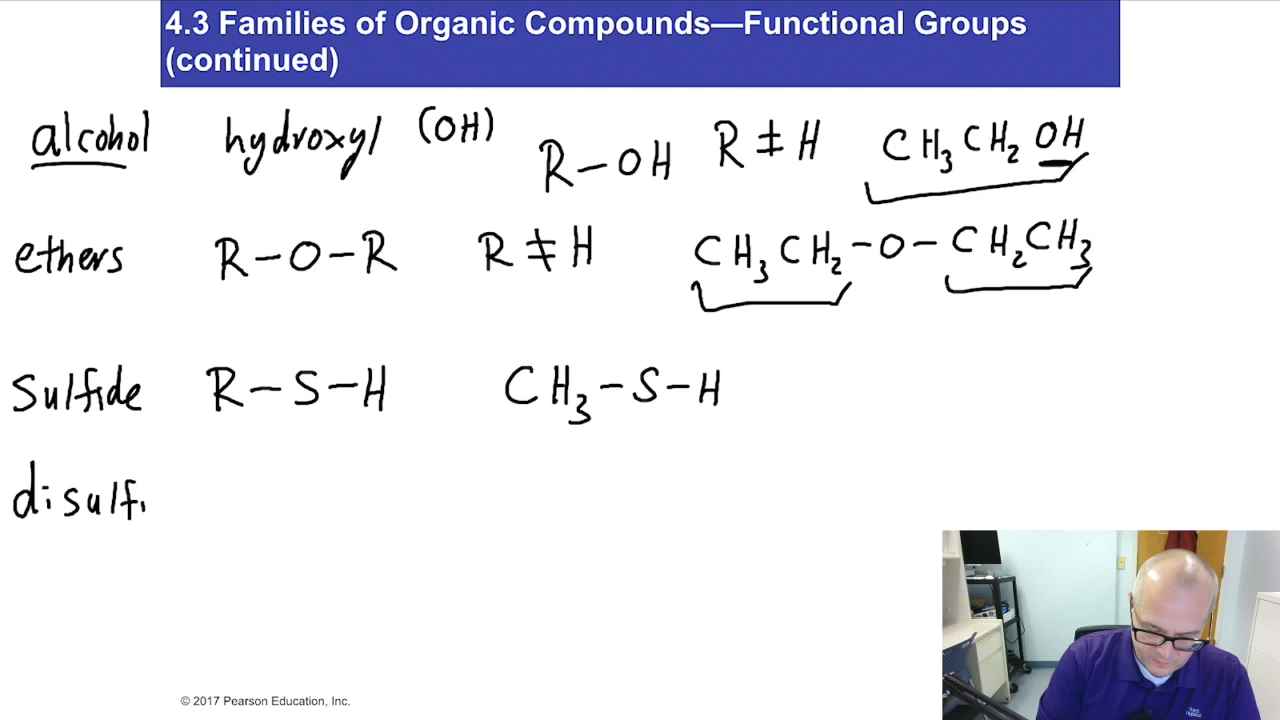 4.3 Families of Organic Compounds—Functional Groups
(continued)
alcohol hydroxyl (OH) R–OH R ≠ H CH₃CH₂OH
ethers R–O–R R ≠ H CH₃CH₂–O–CH₂CH₃
Sulfide R–S–H CH₃–S–H
disulfi
© 2017 Pearson Education, Inc.